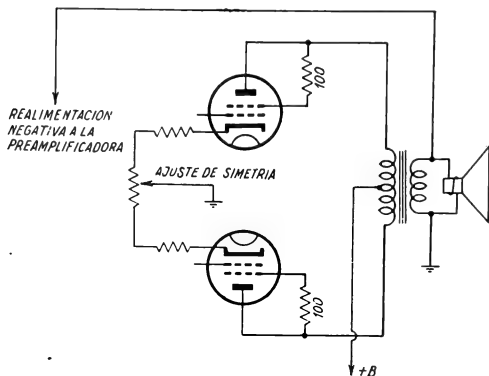 REALIMENTACION
NEGATIVA A LA
PREAMPLIFICADORA
100
AJUSTE DE SIMETRIA
100
+B